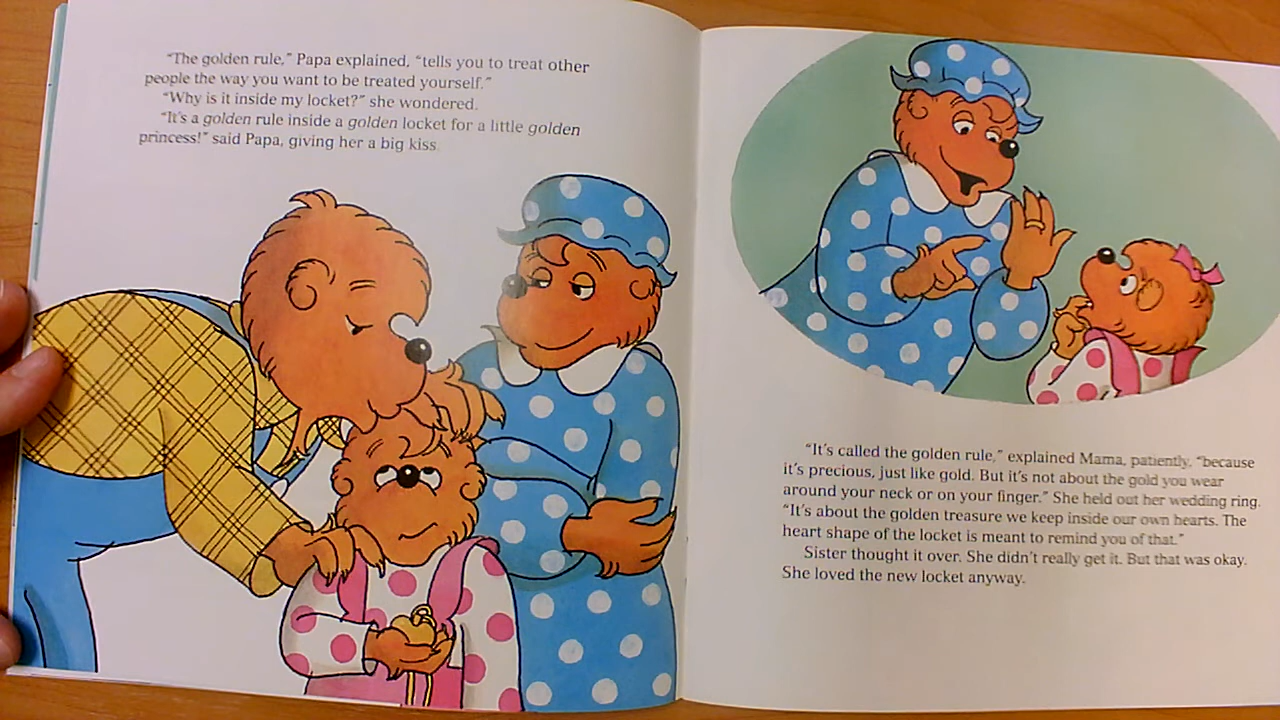 “The golden rule,” Papa explained, “tells you to treat other
people the way you want to be treated yourself.”
“Why is it inside my locket?” she wondered.
“It’s a golden rule inside a golden locket for a little golden
princess!” said Papa, giving her a big kiss.
“It’s called the golden rule,” explained Mama, patiently, “because
it’s precious, just like gold. But it’s not about the gold you wear
around your neck or on your finger.” She held out her wedding ring.
“It’s about the golden treasure we keep inside our own hearts. The
heart shape of the locket is meant to remind you of that.”
Sister thought it over. She didn’t really get it. But that was okay.
She loved the new locket anyway.